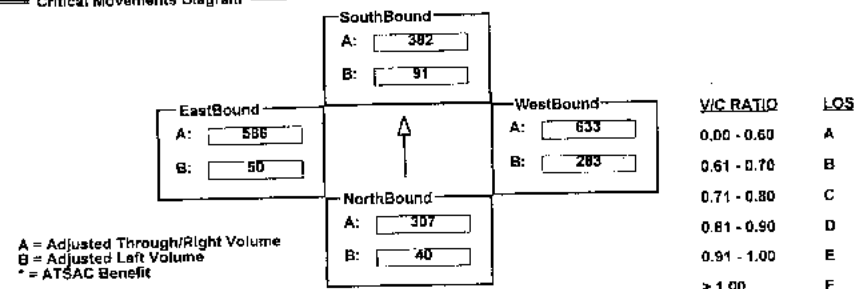 Critical Movements Diagram
SouthBound
A: 382
B: 91
EastBound
A: 566
B: 50
WestBound
A: 633
B: 283
NorthBound
A: 307
B: 40
A = Adjusted Through/Right Volume
B = Adjusted Left Volume
* = ATSAC Benefit
V/C RATIO LOS
0.00 - 0.60 A
0.61 - 0.70 B
0.71 - 0.80 C
0.81 - 0.90 D
0.91 - 1.00 E
> 1.00 F